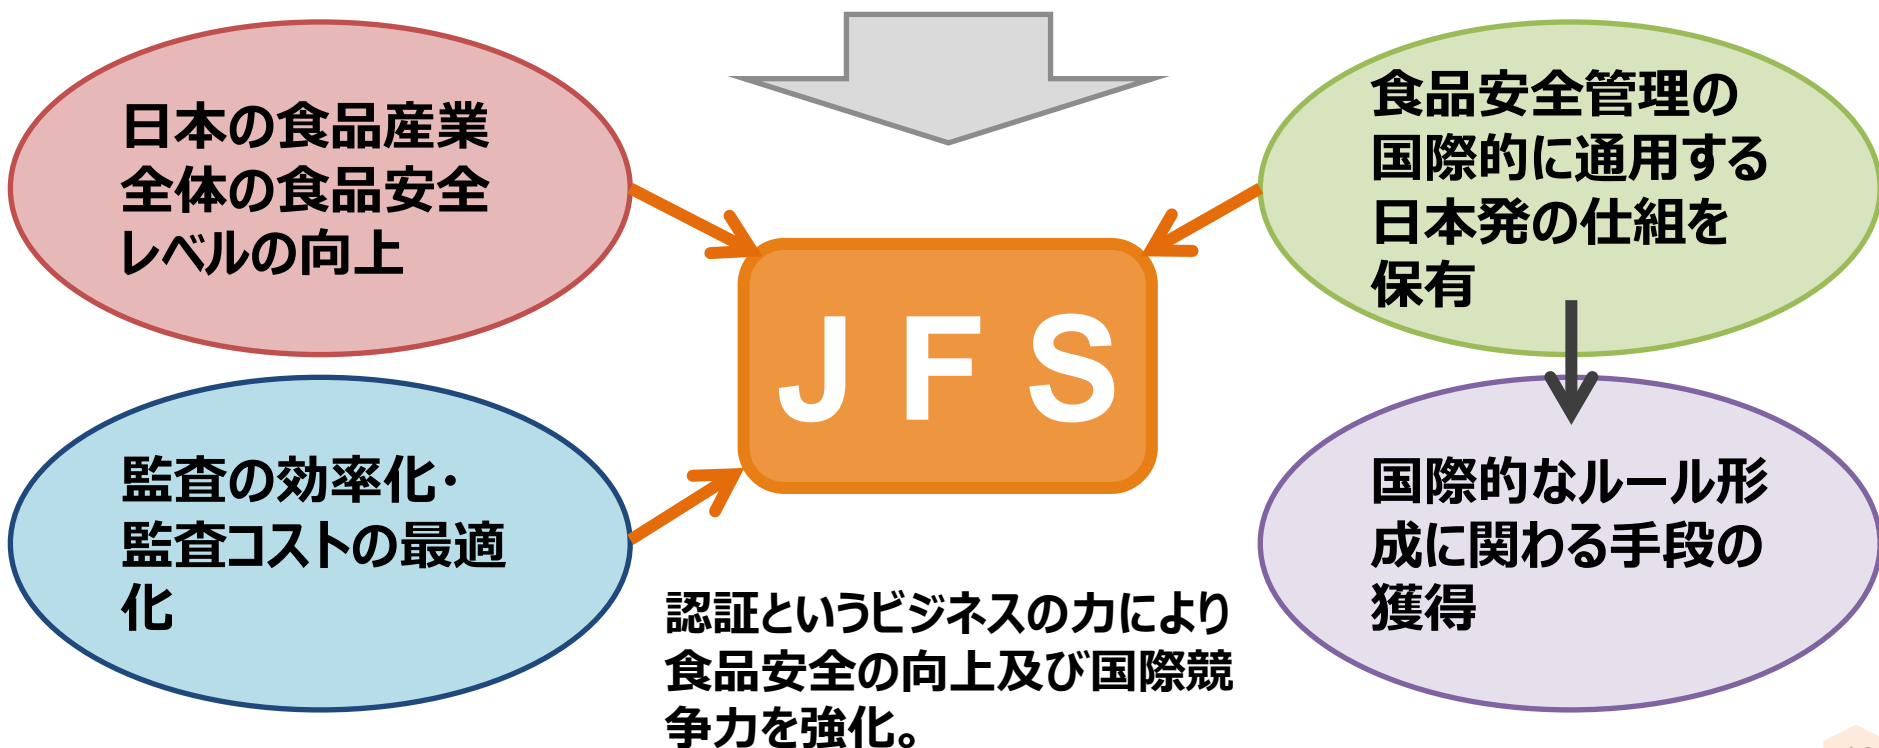 日本の食品産業
全体の食品安全
レベルの向上
食品安全管理の
国際的に通用する
日本発の仕組を
保有
JFS
監査の効率化・
監査コストの最適
化
国際的なルール形
成に関わる手段の
獲得
認証というビジネスの力により
食品安全の向上及び国際競
争力を強化。